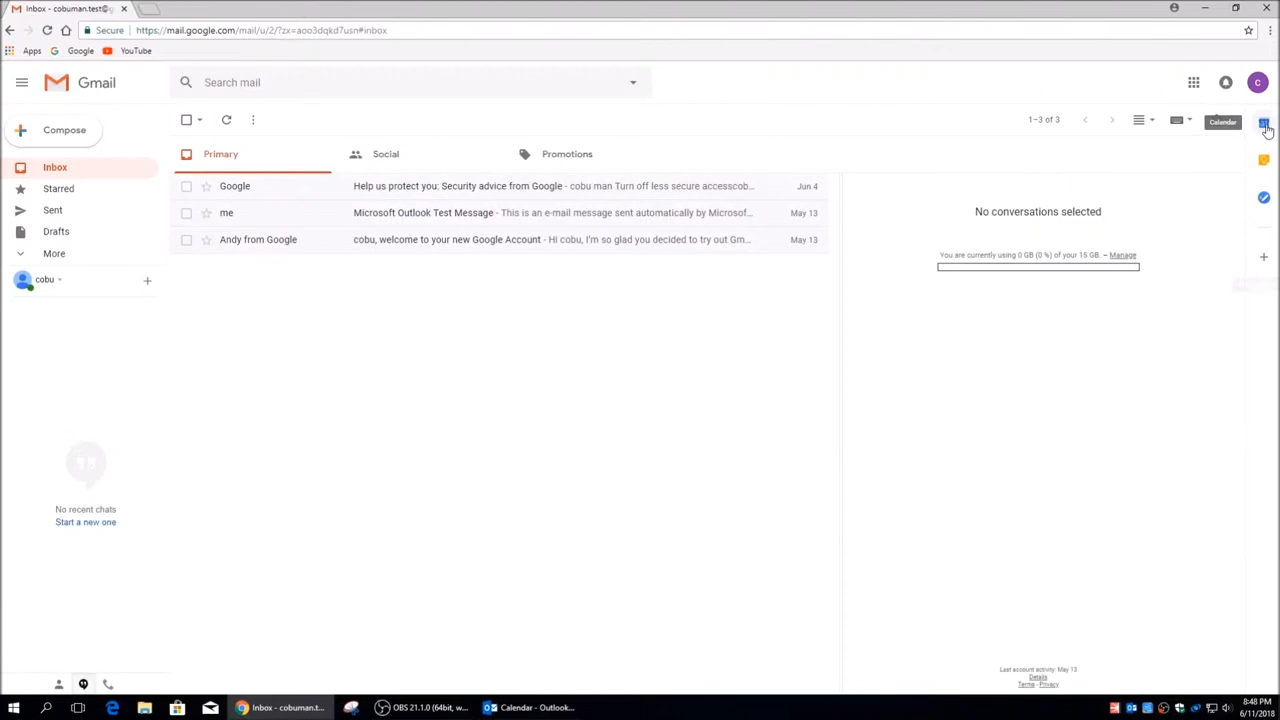 Inbox - cobuman.test@g
Secure
https://mail.google.com/mail/u/2/?zx=aoo3dqkd7usn#inbox
Apps
Google
YouTube
Gmail
Search mail
C
Compose
1–3 of 3
Calendar
Inbox
Primary
Social
Promotions
Starred
Google
Help us protect you: Security advice from Google - cobu man Turn off less secure accesscob...
Jun 4
Sent
me
Microsoft Outlook Test Message - This is an e-mail message sent automatically by Microsof...
May 13
No conversations selected
Drafts
Andy from Google
cobu, welcome to your new Google Account - Hi cobu, I'm so glad you decided to try out Gm...
May 13
More
You are currently using 0 GB (0 %) of your 15 GB. – Manage
cobu
No recent chats
Start a new one
Last account activity: May 13
Details
Terms - Privacy
Inbox - cobuman.t...
OBS 21.1.0 (64bit, w...
Calendar - Outlook...
8:48 PM
6/11/2018